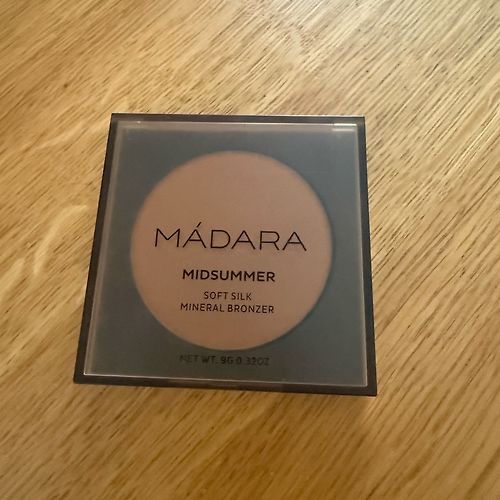 MÁDARA
MIDSUMMER
SOFT SILK
MINERAL BRONZER
NET WT. 9G 0.32OZ